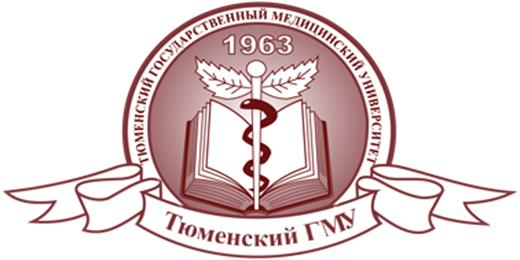 ТЮМЕНСКИЙ ГОСУДАРСТВЕННЫЙ МЕДИЦИНСКИЙ УНИВЕРСИТЕТ
1963
Тюменский ГМУ